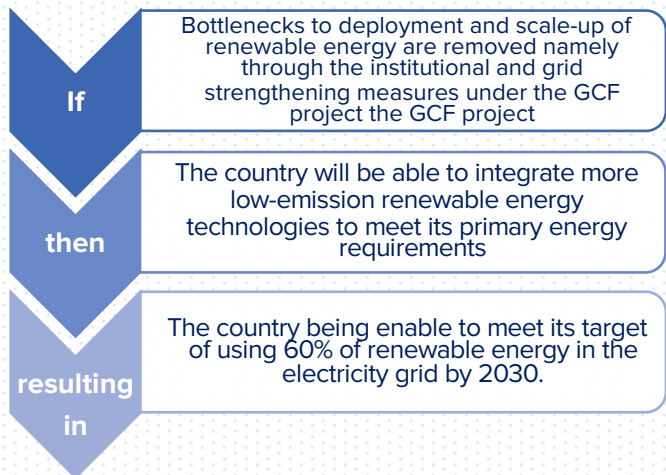 If
Bottlenecks to deployment and scale-up of
renewable energy are removed namely
through the institutional and grid
strengthening measures under the GCF
project the GCF project
then
The country will be able to integrate more
low-emission renewable energy
technologies to meet its primary energy
requirements
resulting
in
The country being enable to meet its target
of using 60% of renewable energy in the
electricity grid by 2030.